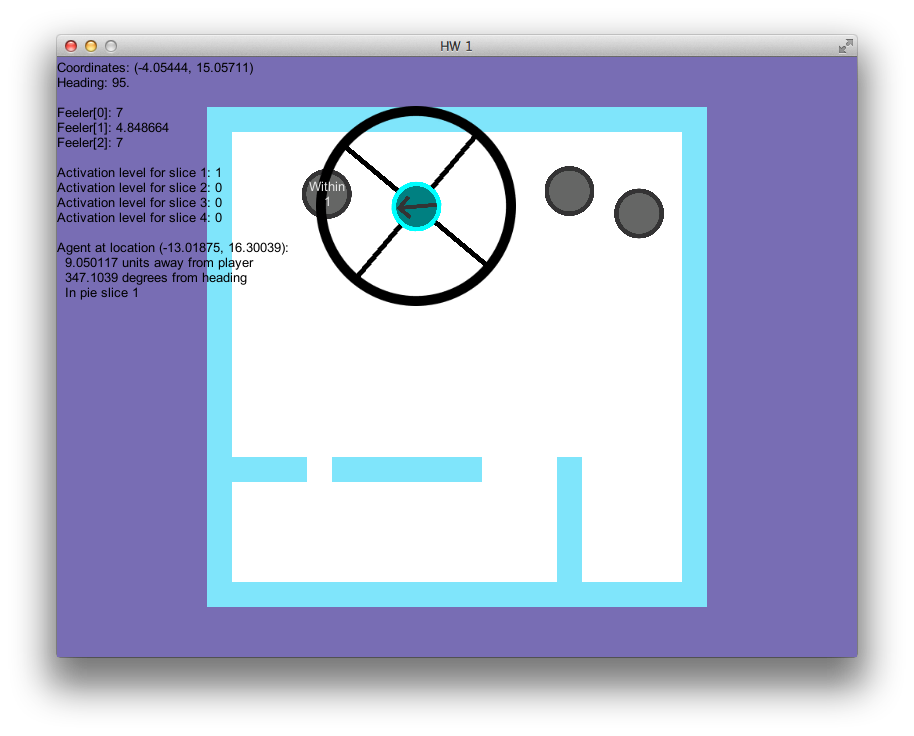 HW 1
Coordinates: (-4.05444, 15.05711)
Heading: 95.
Feeler[0]: 7
Feeler[1]: 4.848664
Feeler[2]: 7
Activation level for slice 1: 1
Activation level for slice 2: 0
Activation level for slice 3: 0
Activation level for slice 4: 0
Agent at location (-13.01875, 16.30039):
9.050117 units away from player
347.1039 degrees from heading
In pie slice 1
Within
1